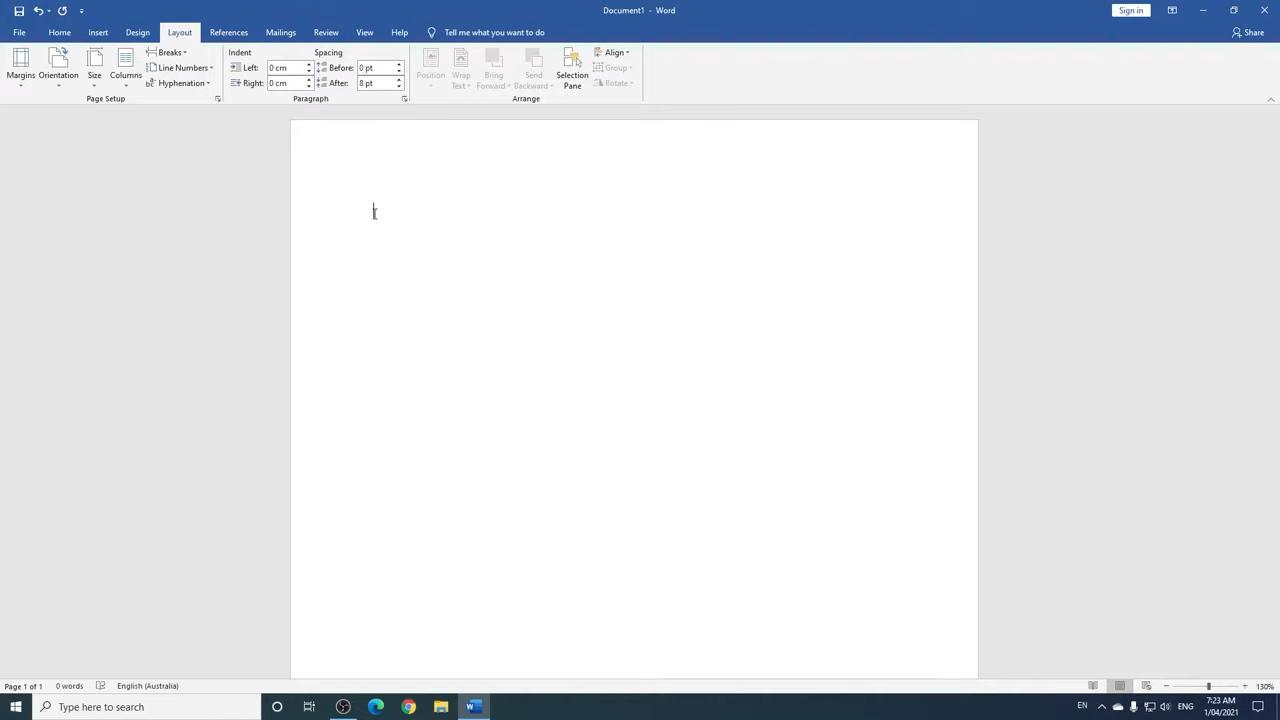 Document1 - Word
Sign in
File Home Insert Design Layout References Mailings Review View Help Tell me what you want to do Share
Margins Orientation Size Columns
Breaks
Line Numbers
Hyphenation
Page Setup
Indent Spacing
Left: 0 cm Before: 0 pt
Right: 0 cm After: 8 pt
Paragraph
Position Wrap Text Bring Forward Send Backward Selection Pane
Align
Group
Rotate
Arrange
Page 1 of 1 0 words English (Australia) 130%
Type here to search
EN ENG 7:23 AM
1/04/2021